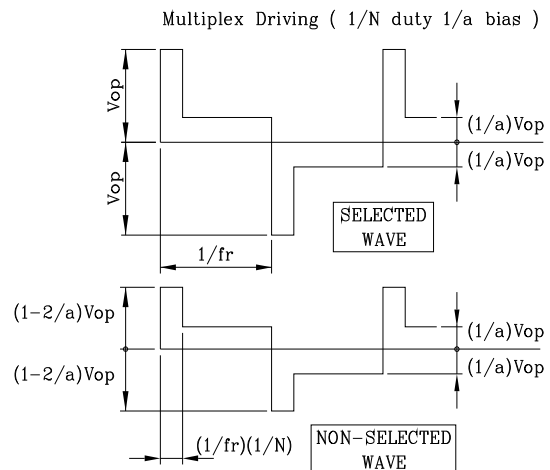 Multiplex Driving ( 1/N duty 1/a bias )
Vop
Vop
(1/a)Vop
(1/a)Vop
SELECTED
WAVE
1/fr
(1-2/a)Vop
(1-2/a)Vop
(1/a)Vop
(1/a)Vop
(1/fr)(1/N)
NON-SELECTED
WAVE